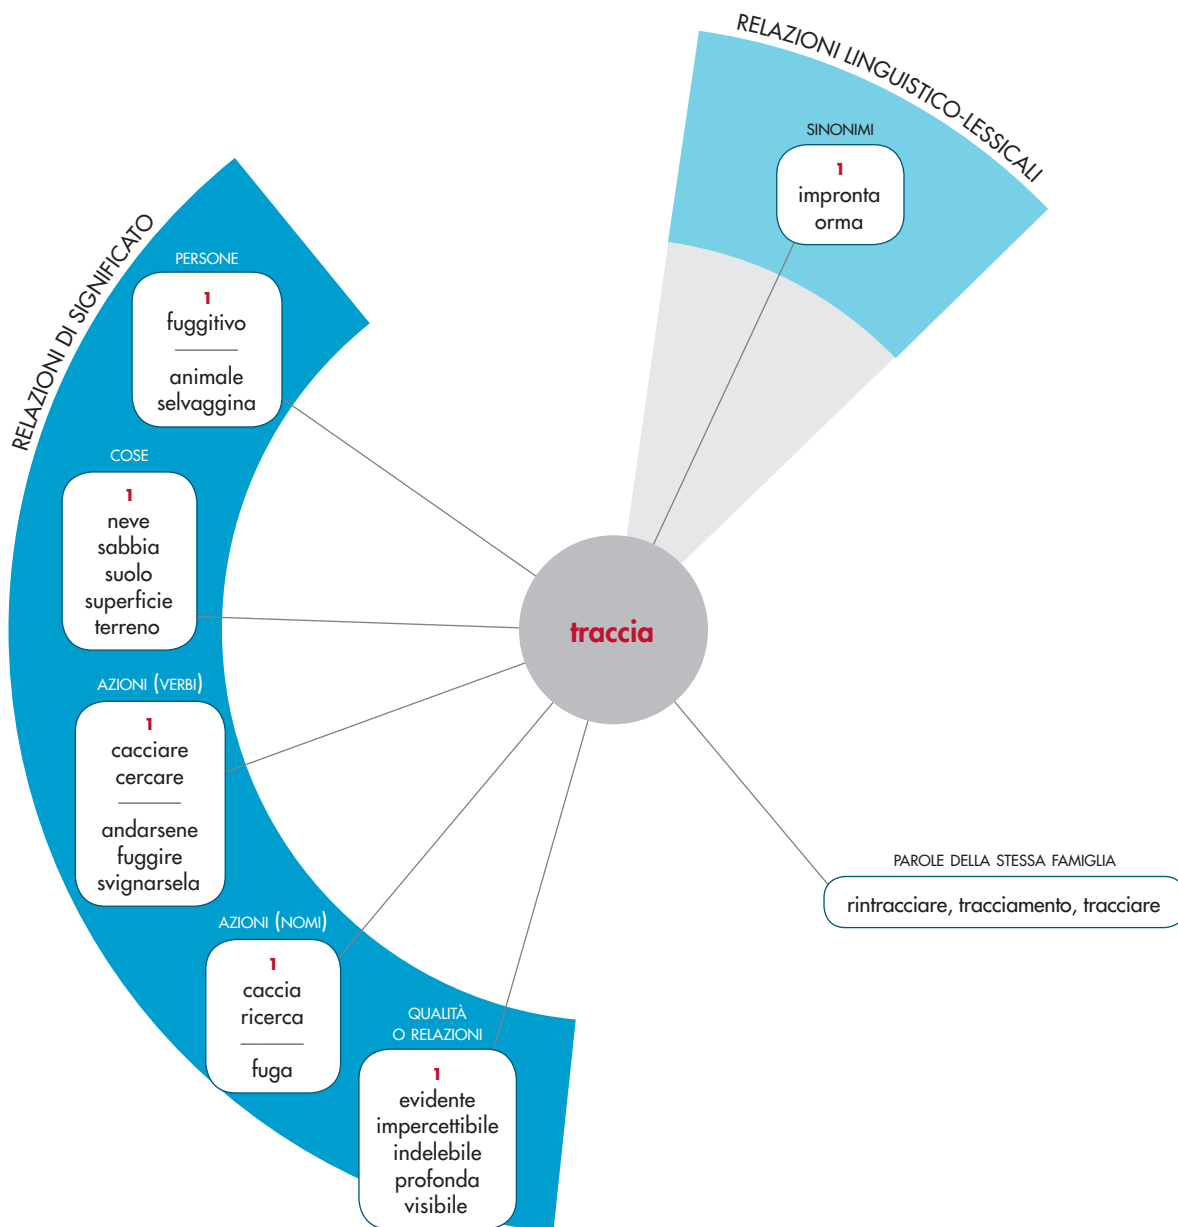 RELAZIONI LINGUISTICO-LESSICALI
SINONIMI
1
impronta
orma
RELAZIONI DI SIGNIFICATO
PERSONE
1
fuggitivo
animale
selvaggina
COSE
1
neve
sabbia
suolo
superficie
terreno
traccia
AZIONI (VERBI)
1
cacciare
cercare
andarsene
fuggire
svignarsela
PAROLE DELLA STESSA FAMIGLIA
rintracciare, tracciamento, tracciare
AZIONI (NOMI)
1
caccia
ricerca
fuga
QUALITÀ
O RELAZIONI
1
evidente
impercettibile
indelebile
profonda
visibile